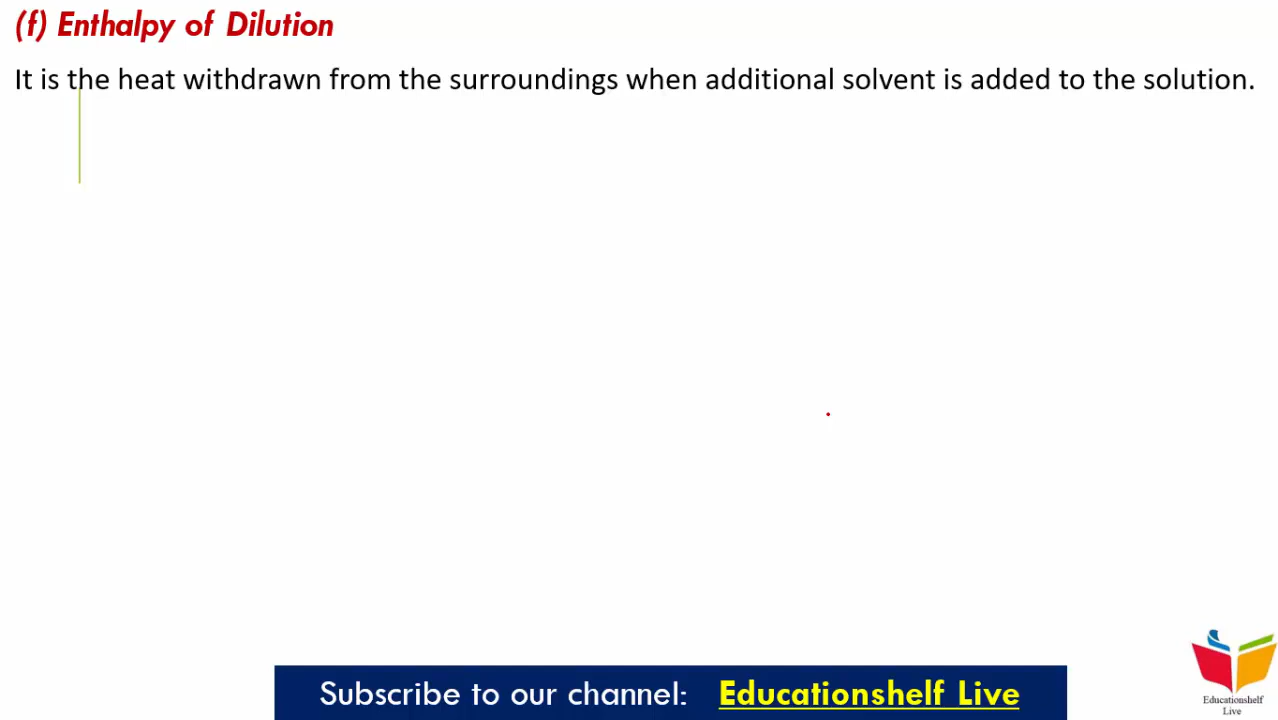 (f) Enthalpy of Dilution
It is the heat withdrawn from the surroundings when additional solvent is added to the solution.
Subscribe to our channel: Educationshelf Live
Educationshelf
Live